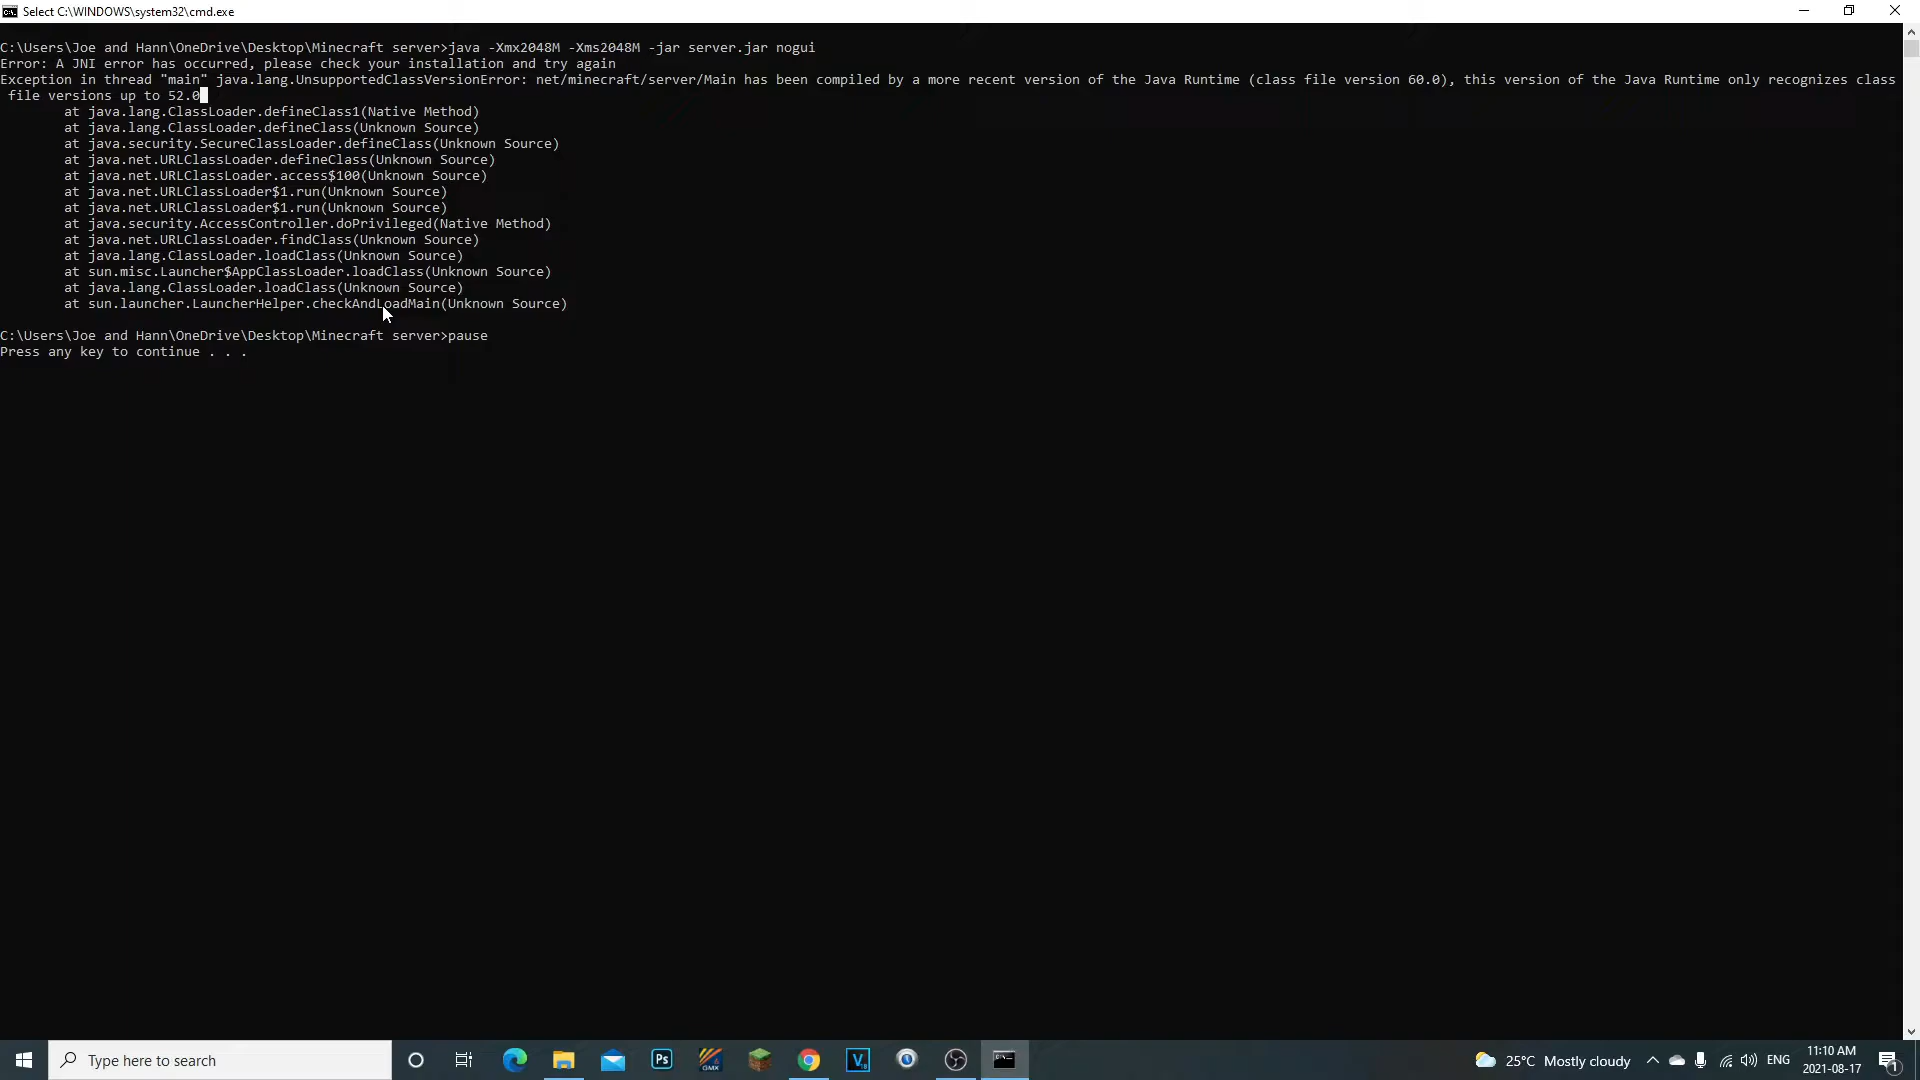 Select C:\WINDOWS\system32\cmd.exe
C:\Users\Joe and Hann\OneDrive\Desktop\Minecraft server>java -Xmx2048M -Xms2048M -jar server.jar nogui
Error: A JNI error has occurred, please check your installation and try again
Exception in thread "main" java.lang.UnsupportedClassVersionError: net/minecraft/server/Main has been compiled by a more recent version of the Java Runtime (class file version 60.0), this version of the Java Runtime only recognizes class
file versions up to 52.0
at java.lang.ClassLoader.defineClass1(Native Method)
at java.lang.ClassLoader.defineClass(Unknown Source)
at java.security.SecureClassLoader.defineClass(Unknown Source)
at java.net.URLClassLoader.defineClass(Unknown Source)
at java.net.URLClassLoader.access$100(Unknown Source)
at java.net.URLClassLoader$1.run(Unknown Source)
at java.net.URLClassLoader$1.run(Unknown Source)
at java.security.AccessController.doPrivileged(Native Method)
at java.net.URLClassLoader.findClass(Unknown Source)
at java.lang.ClassLoader.loadClass(Unknown Source)
at sun.misc.Launcher$AppClassLoader.loadClass(Unknown Source)
at java.lang.ClassLoader.loadClass(Unknown Source)
at sun.launcher.LauncherHelper.checkAndLoadMain(Unknown Source)
C:\Users\Joe and Hann\OneDrive\Desktop\Minecraft server>pause
Press any key to continue . . .
Type here to search
Ps
GMX
V
25°C Mostly cloudy
ENG
11:10 AM
2021-08-17
1